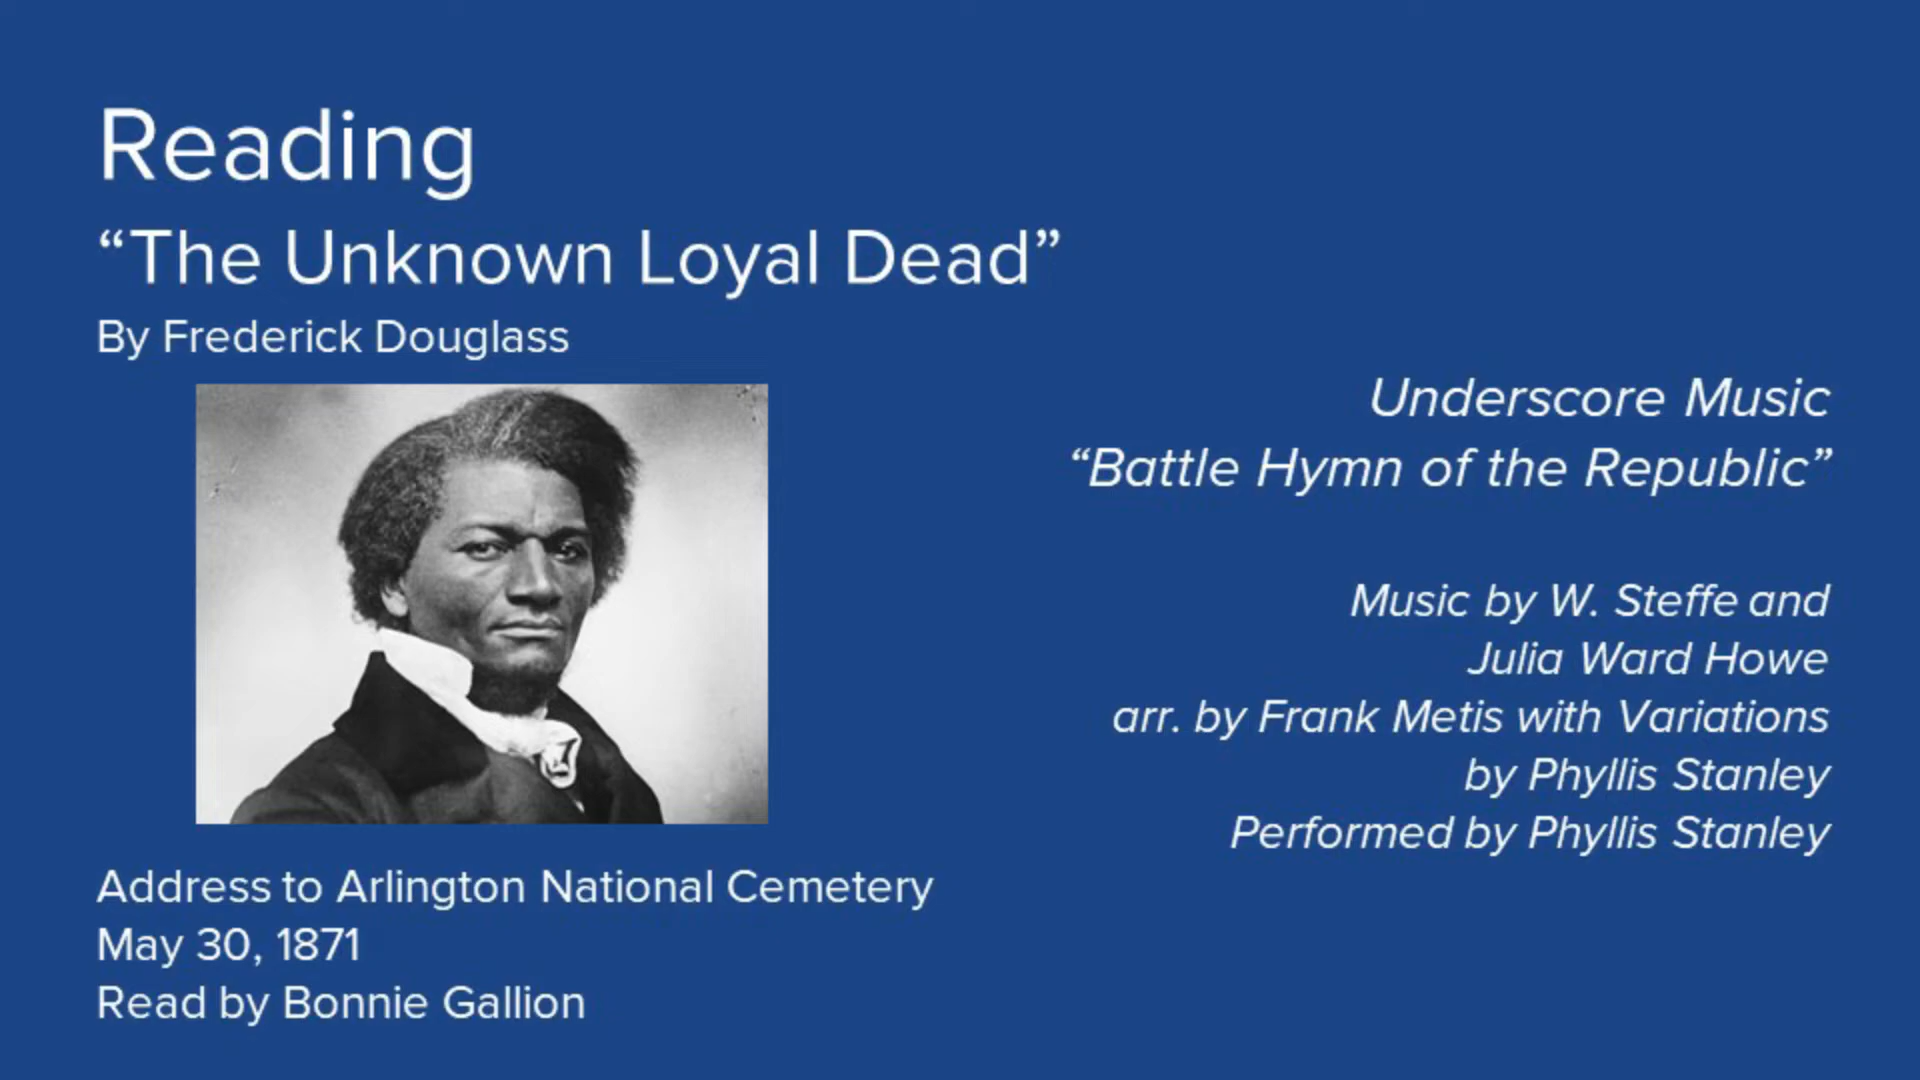 Reading
“The Unknown Loyal Dead”
By Frederick Douglass
Address to Arlington National Cemetery
May 30, 1871
Read by Bonnie Gallion
Underscore Music
“Battle Hymn of the Republic”
Music by W. Steffe and
Julia Ward Howe
arr. by Frank Metis with Variations
by Phyllis Stanley
Performed by Phyllis Stanley